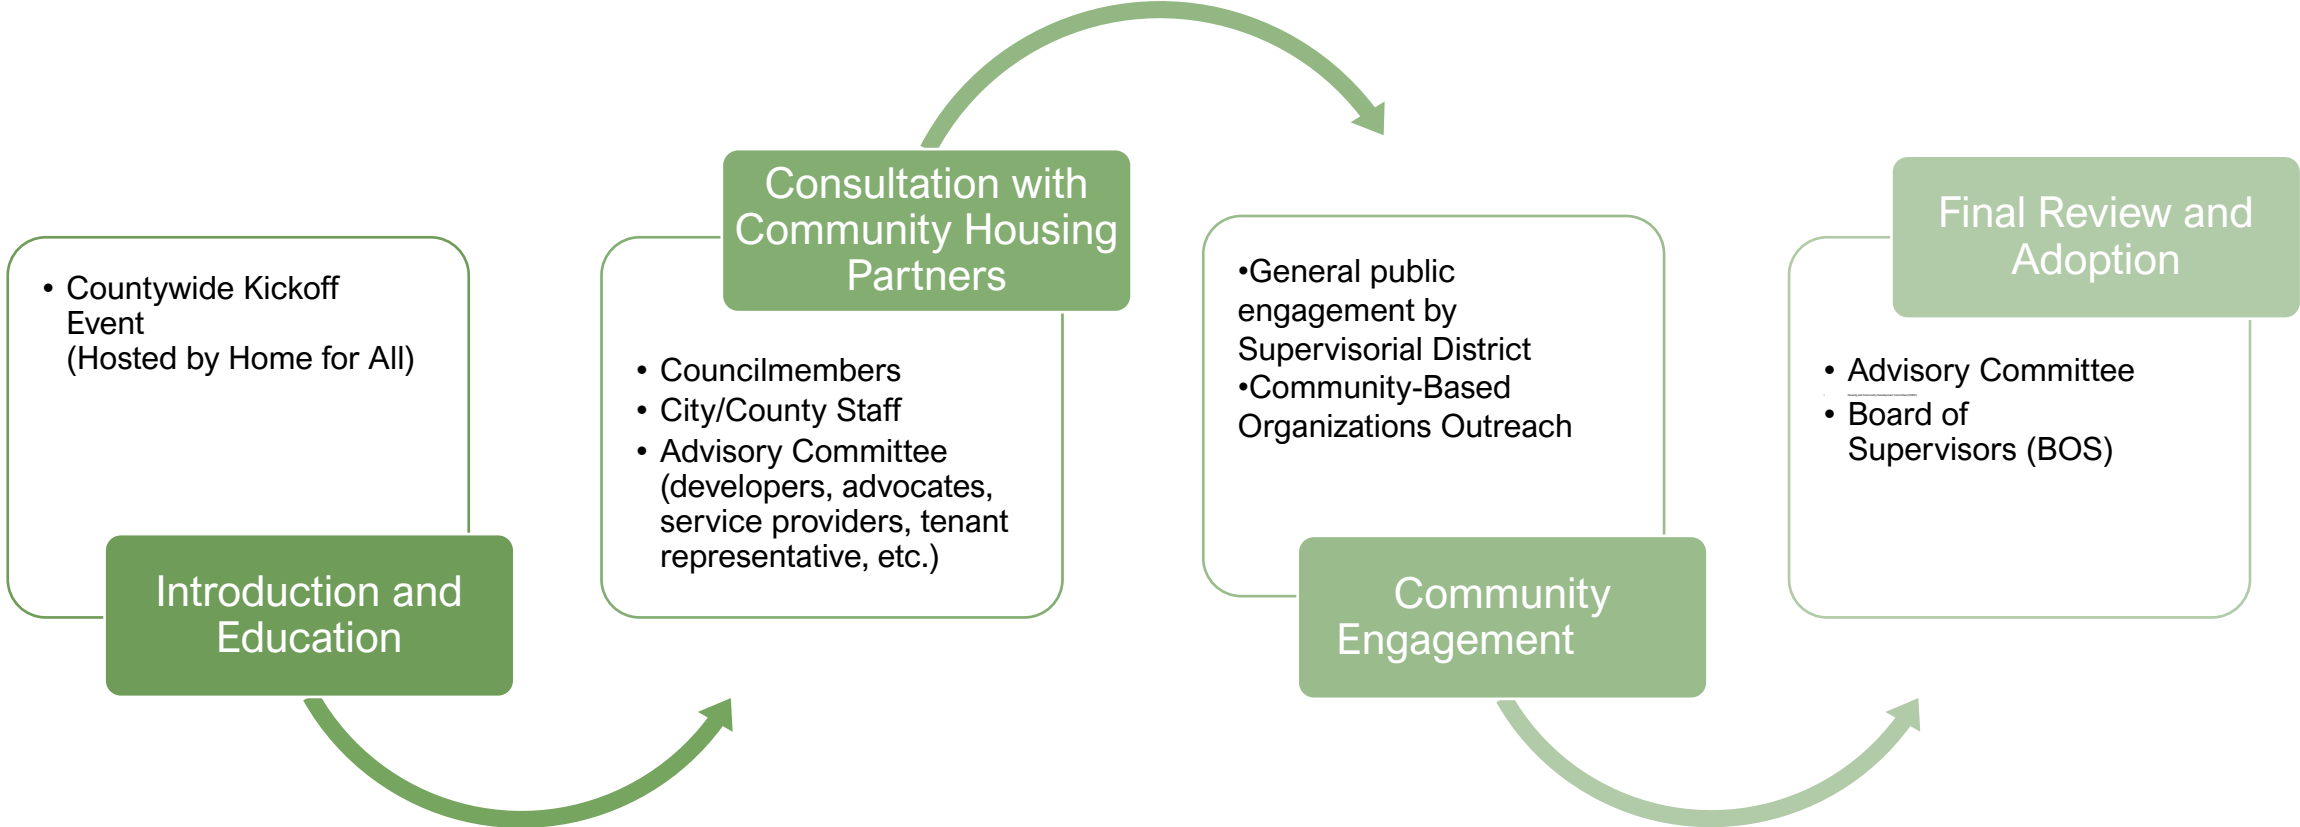 • Countywide Kickoff
Event
(Hosted by Home for All)
Introduction and
Education
Consultation with
Community Housing
Partners
• Councilmembers
• City/County Staff
• Advisory Committee
(developers, advocates,
service providers, tenant
representative, etc.)
•General public
engagement by
Supervisorial District
•Community-Based
Organizations Outreach
Community
Engagement
Final Review and
Adoption
• Advisory Committee
• Board of
Supervisors (BOS)